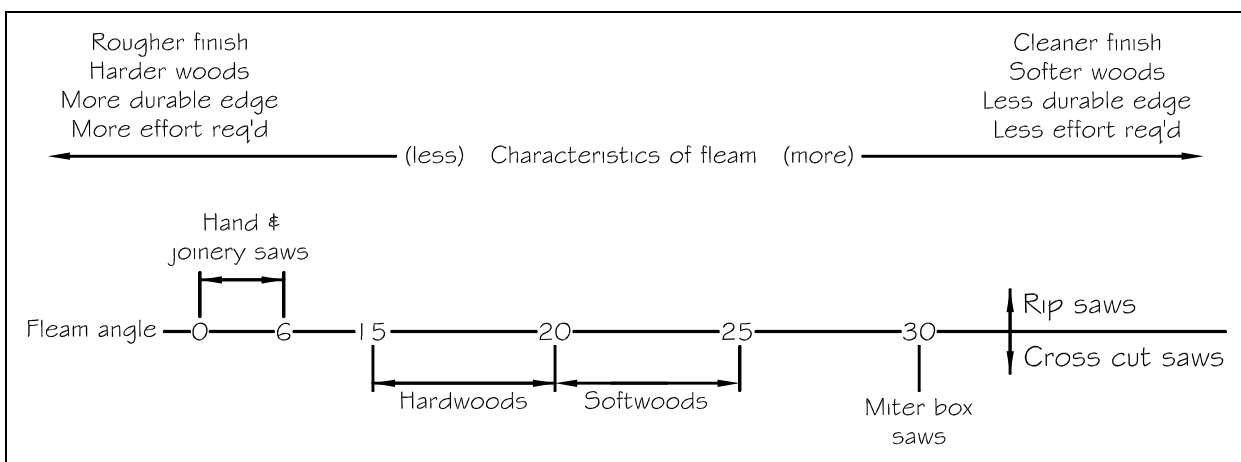 Rougher finish
Harder woods
More durable edge
More effort req'd
Cleaner finish
Softer woods
Less durable edge
Less effort req'd
(less) Characteristics of fleam (more)
Hand &
joinery saws
Fleam angle 0 6 15 20 25 30
Rip saws
Cross cut saws
Hardwoods
Softwoods
Miter box
saws